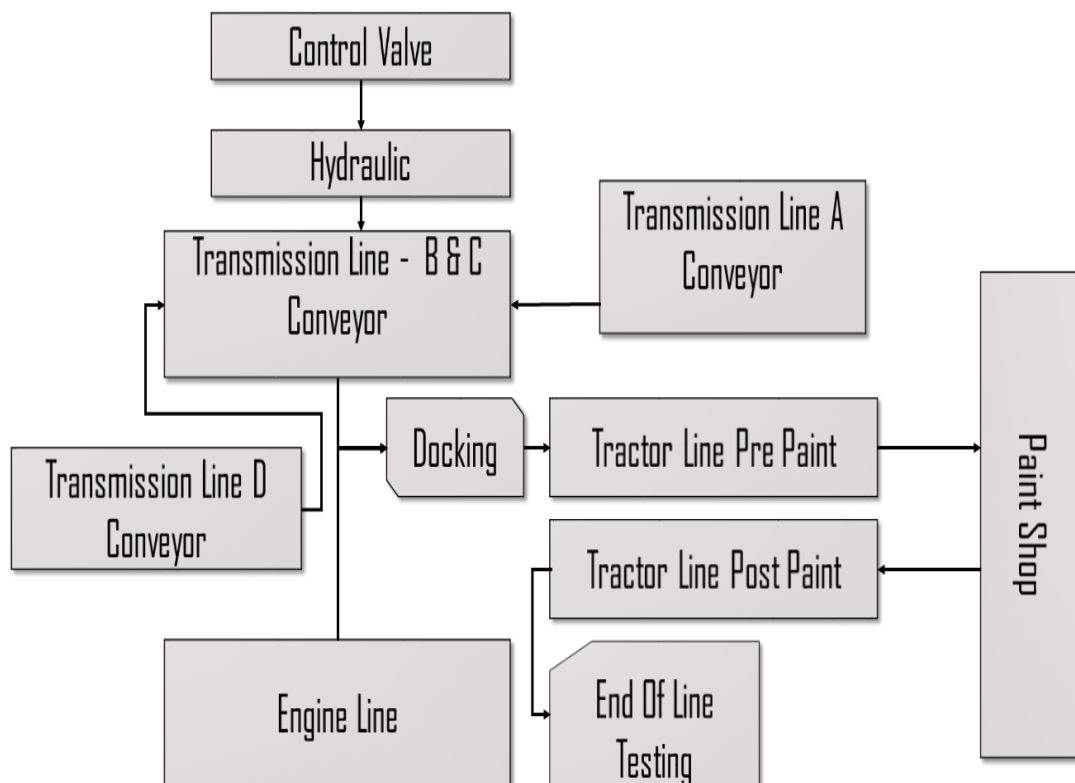 Control Valve
Hydraulic
Transmission Line - B & C
Conveyor
Transmission Line A
Conveyor
Docking
Tractor Line Pre Paint
Paint Shop
Transmission Line D
Conveyor
Tractor Line Post Paint
Engine Line
End Of Line
Testing